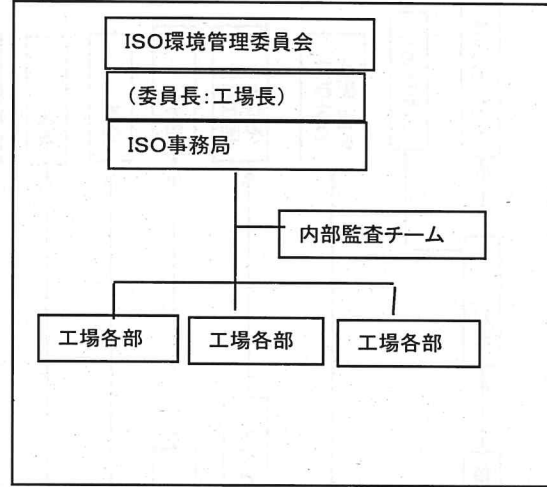 ISO環境管理委員会
(委員長:工場長)
ISO事務局
内部監査チーム
工場各部
工場各部
工場各部